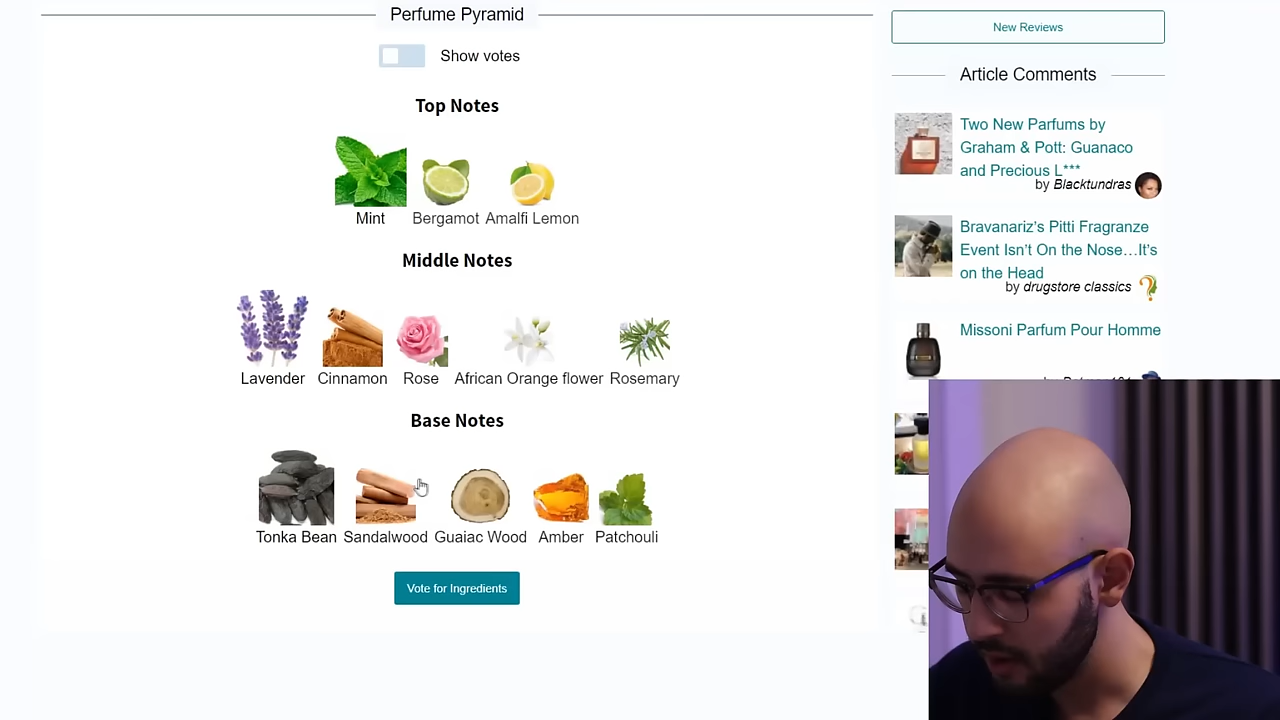 Perfume Pyramid
Show votes
Top Notes
Mint
Bergamot
Amalfi Lemon
Middle Notes
Lavender
Cinnamon
Rose
African Orange flower
Rosemary
Base Notes
Tonka Bean
Sandalwood
Guaiac Wood
Amber
Patchouli
Vote for Ingredients
New Reviews
Article Comments
Two New Parfums by
Graham & Pott: Guanaco
and Precious L***
by Blacktundras
Bravanariz's Pitti Fragranze
Event Isn't On the Nose…It's
on the Head
by drugstore classics
Missoni Parfum Pour Homme